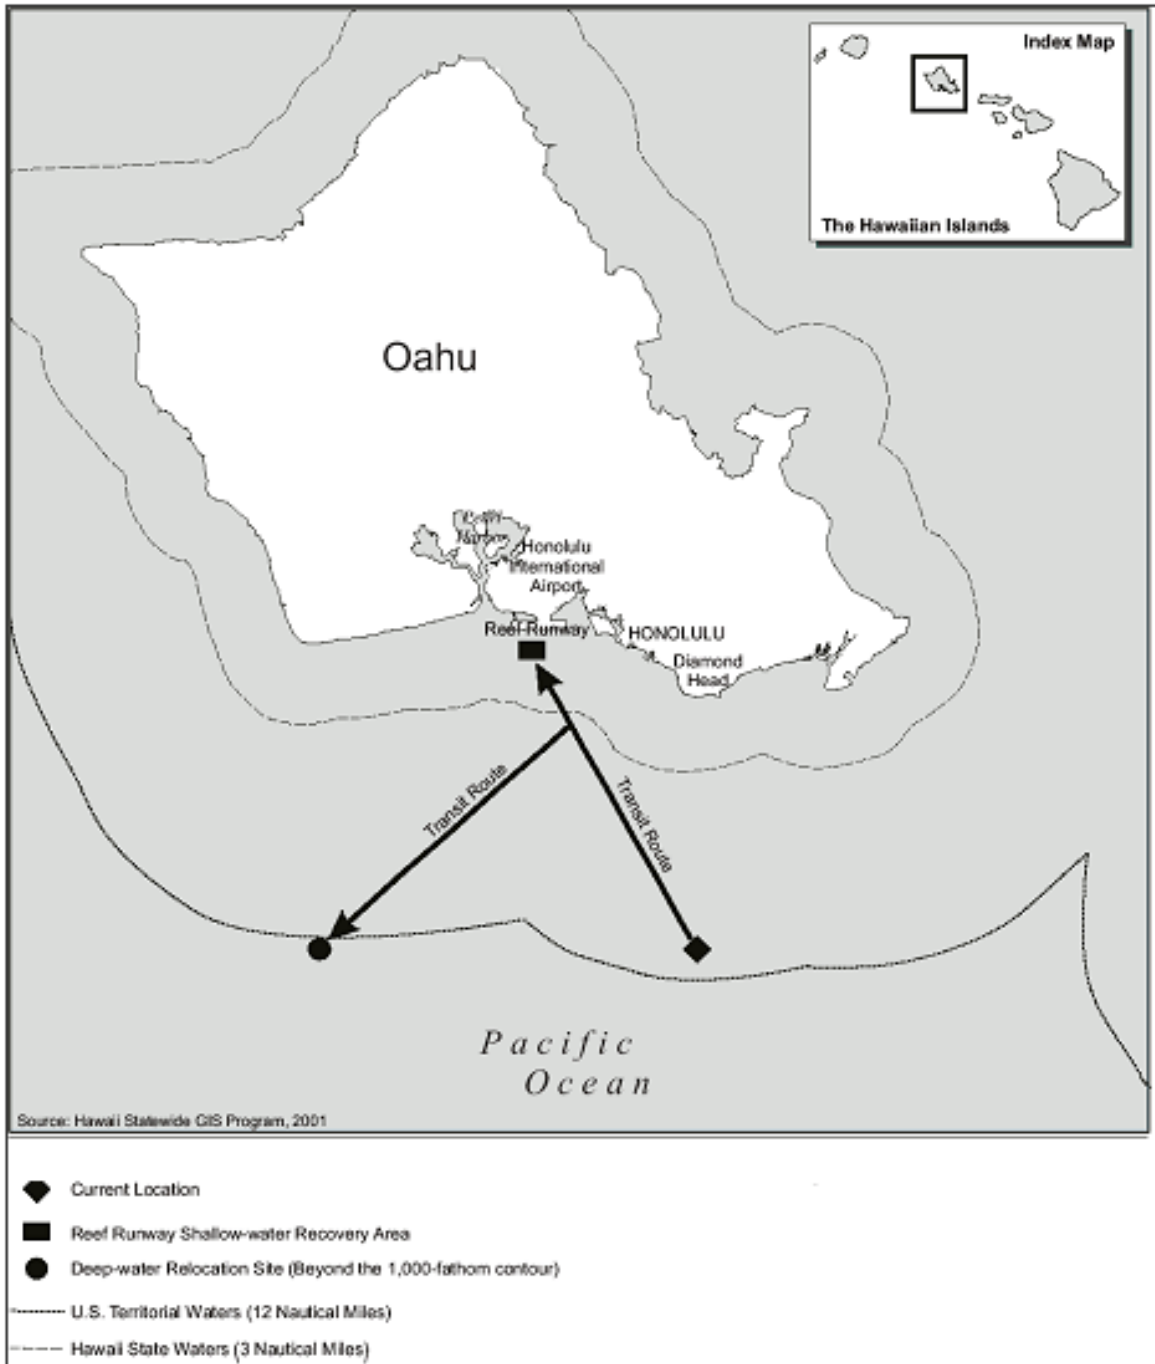 Index Map
The Hawaiian Islands
Oahu
Pearl
Harbor
Honolulu
International
Airport
Reef Runway
HONOLULU
Diamond
Head
Transit Route
Transit Route
Pacific
Ocean
Source: Hawaii Statewide GIS Program, 2001
Current Location
Reef Runway Shallow-water Recovery Area
Deep-water Relocation Site (Beyond the 1,000-fathom contour)
U.S. Territorial Waters (12 Nautical Miles)
Hawaii State Waters (3 Nautical Miles)